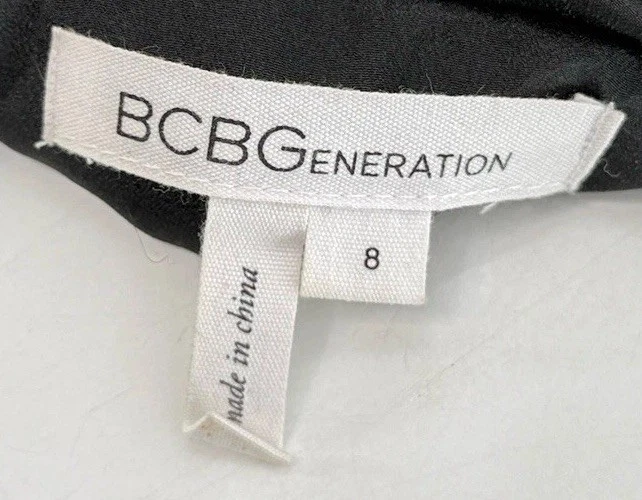 BCBGENERATION
8
made in china